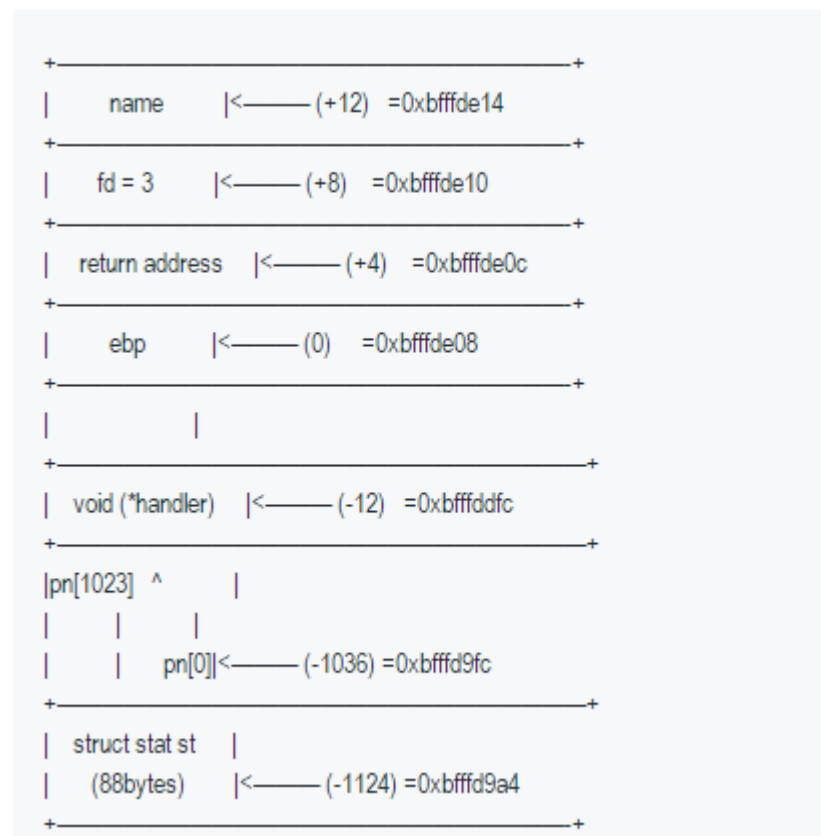 +————————————————————-+
| name |<——— (+12) =0xbfffde14
+————————————————————-+
| fd = 3 |<——— (+8) =0xbfffde10
+————————————————————-+
| return address |<——— (+4) =0xbfffde0c
+————————————————————-+
| ebp |<——— (0) =0xbfffde08
+————————————————————-+
| |
+————————————————————-+
| void (*handler) |<——— (-12) =0xbfffddfc
+————————————————————-+
|pn[1023] ^ |
| | |
| | pn[0]|<——— (-1036) =0xbfffd9fc
+————————————————————-+
| struct stat st |
| (88bytes) |<——— (-1124) =0xbfffd9a4
+————————————————————-+